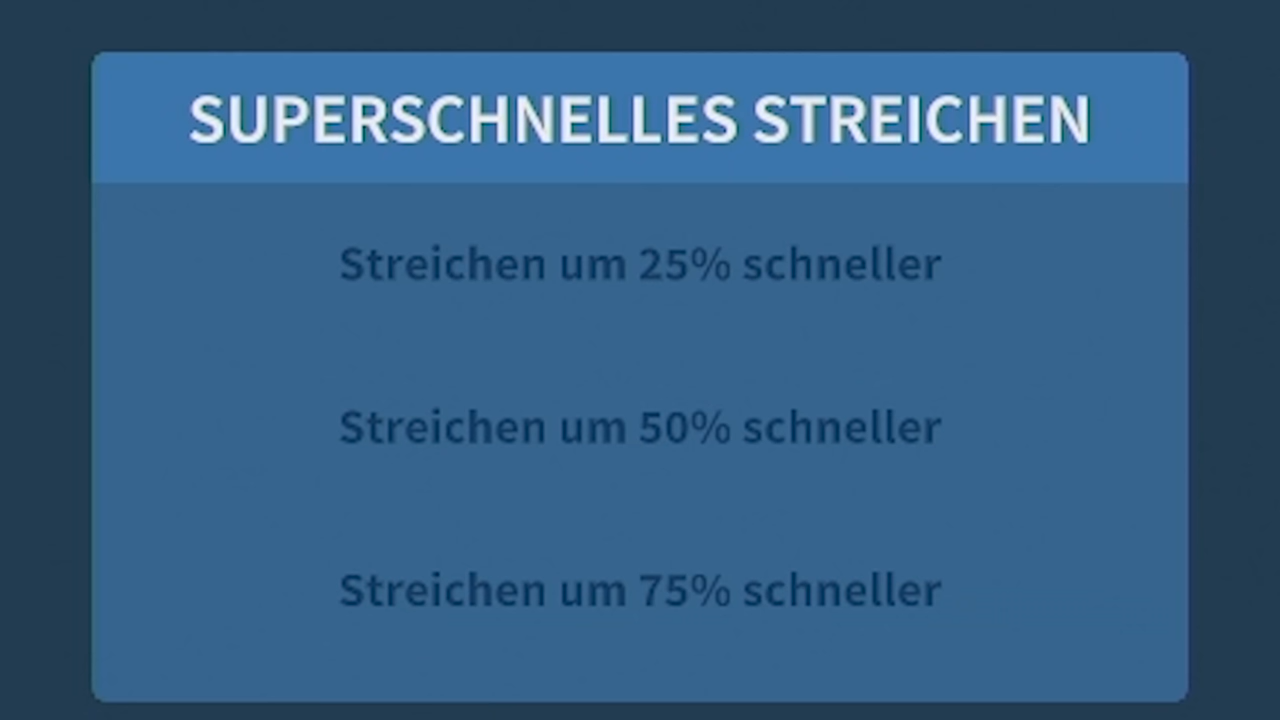 SUPERSCHNELLES STREICHEN
Streichen um 25% schneller
Streichen um 50% schneller
Streichen um 75% schneller